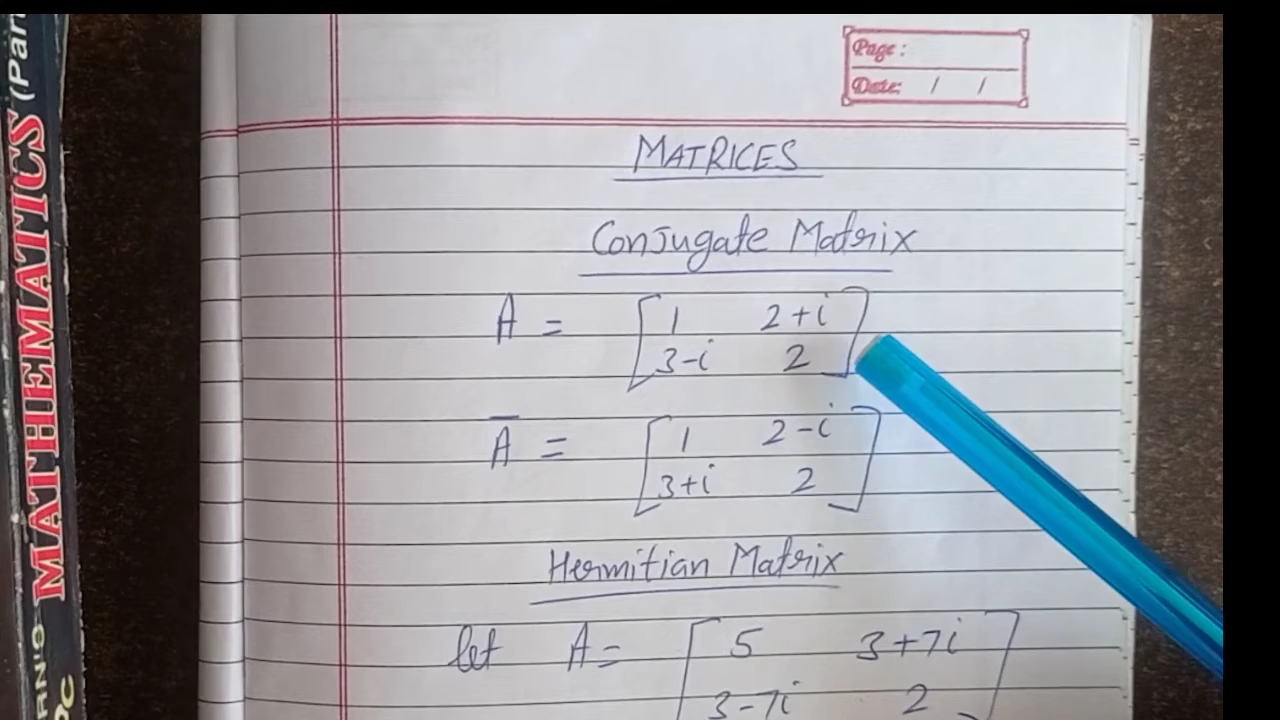 Page :
Date: / /
MATRICES
Conjugate Matrix
A = [1 2+i
3-i 2]
A̅ = [1 2-i
3+i 2]
Hermitian Matrix
let A = [5 3+7i
3-7i 2]
MATHEMATICS (Part